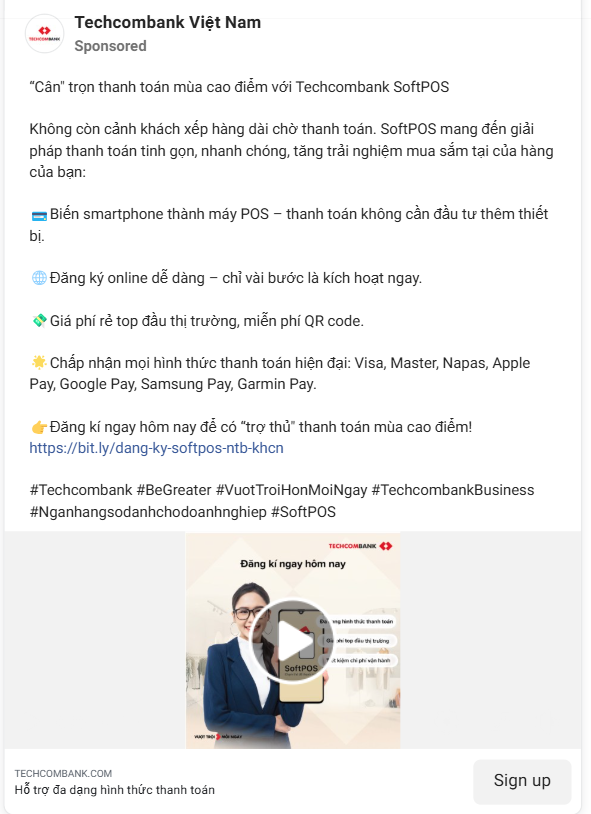 Techcombank Việt Nam
TECHCOMBANK
Sponsored
“Cân" trọn thanh toán mùa cao điểm với Techcombank SoftPOS
Không còn cảnh khách xếp hàng dài chờ thanh toán. SoftPOS mang đến giải
pháp thanh toán tinh gọn, nhanh chóng, tăng trải nghiệm mua sắm tại cửa hàng
của bạn:
💳Biến smartphone thành máy POS – thanh toán không cần đầu tư thêm thiết
bị.
🌐Đăng ký online dễ dàng – chỉ vài bước là kích hoạt ngay.
💸Giá phí rẻ top đầu thị trường, miễn phí QR code.
🌟Chấp nhận mọi hình thức thanh toán hiện đại: Visa, Master, Napas, Apple
Pay, Google Pay, Samsung Pay, Garmin Pay.
👉Đăng kí ngay hôm nay để có “trợ thủ" thanh toán mùa cao điểm!
https://bit.ly/dang-ky-softpos-ntb-khcn
#Techcombank #BeGreater #VuotTroiHonMoiNgay #TechcombankBusiness
#Nganhangsodanhchodoanhnghiep #SoftPOS
TECHCOMBANK
Đăng kí ngay hôm nay
hình thức thanh toán
phí top đầu thị trường
kiệm chi phí vận hành
SoftPOS
VƯỢT TRỘI MỖI NGÀY
TECHCOMBANK.COM
Hỗ trợ đa dạng hình thức thanh toán
Sign up